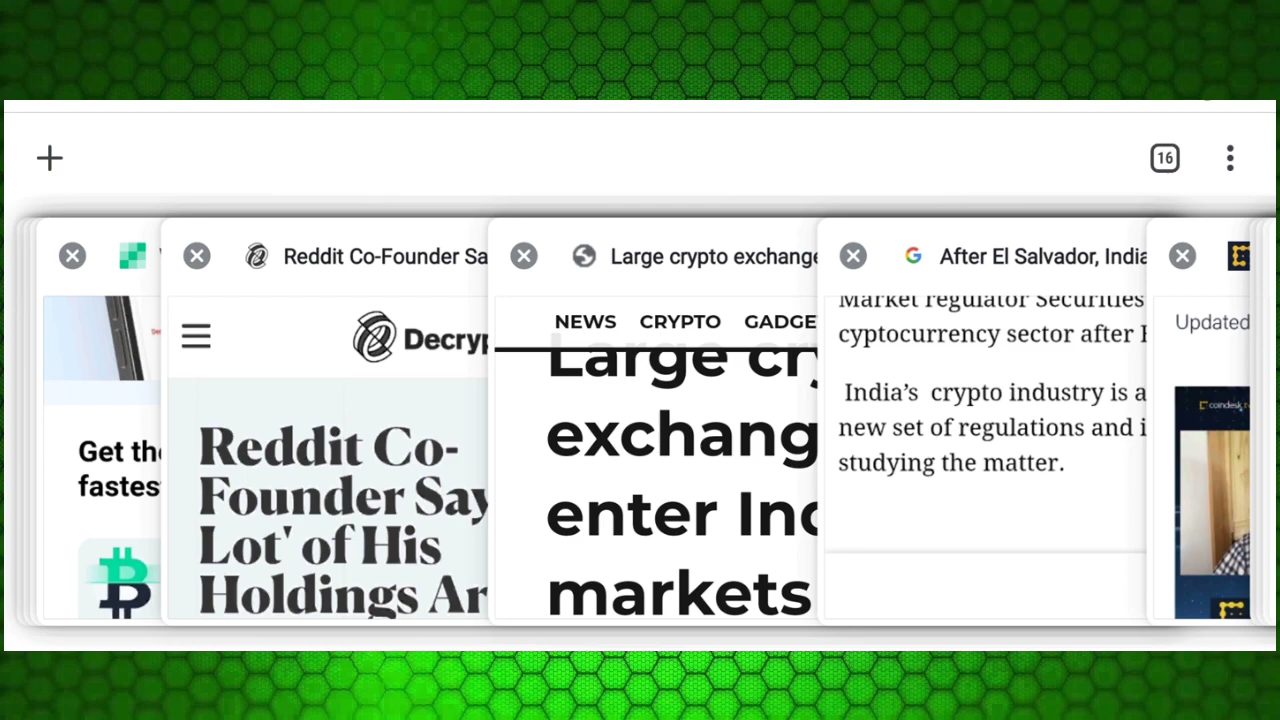 16
Reddit Co-Founder Sa
Large crypto exchange
After El Salvador, India
Get the
fastes
Decryp
Reddit Co-
Founder Say
Lot' of His
Holdings Ar
NEWS CRYPTO GADGE
Large cry
exchang
enter Ind
markets
Market regulator Securities
cyptocurrency sector after
India’s crypto industry is a
new set of regulations and i
studying the matter.
Updated
coindesk